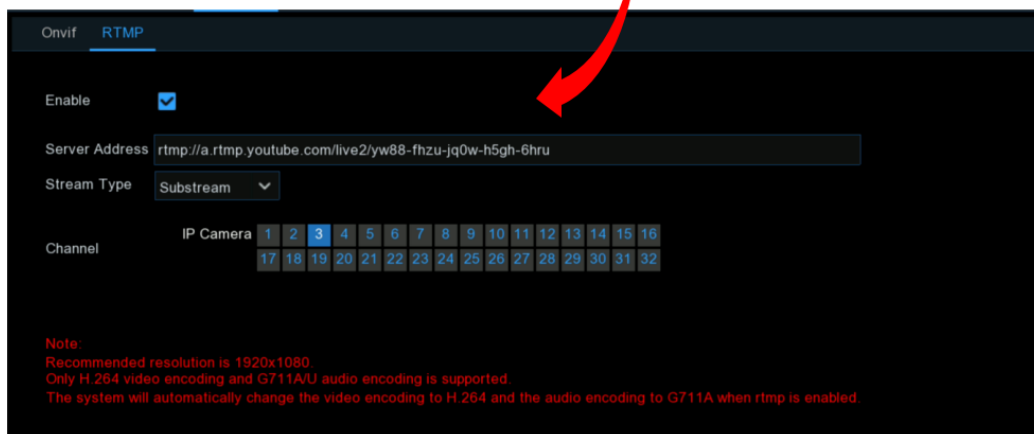 Onvif RTMP
Enable
Server Address rtmp://a.rtmp.youtube.com/live2/yw88-fhzu-jq0w-h5gh-6hru
Stream Type Substream
Channel IP Camera 1 2 3 4 5 6 7 8 9 10 11 12 13 14 15 16
17 18 19 20 21 22 23 24 25 26 27 28 29 30 31 32
Note:
Recommended resolution is 1920x1080.
Only H.264 video encoding and G711A/U audio encoding is supported.
The system will automatically change the video encoding to H.264 and the audio encoding to G711A when rtmp is enabled.